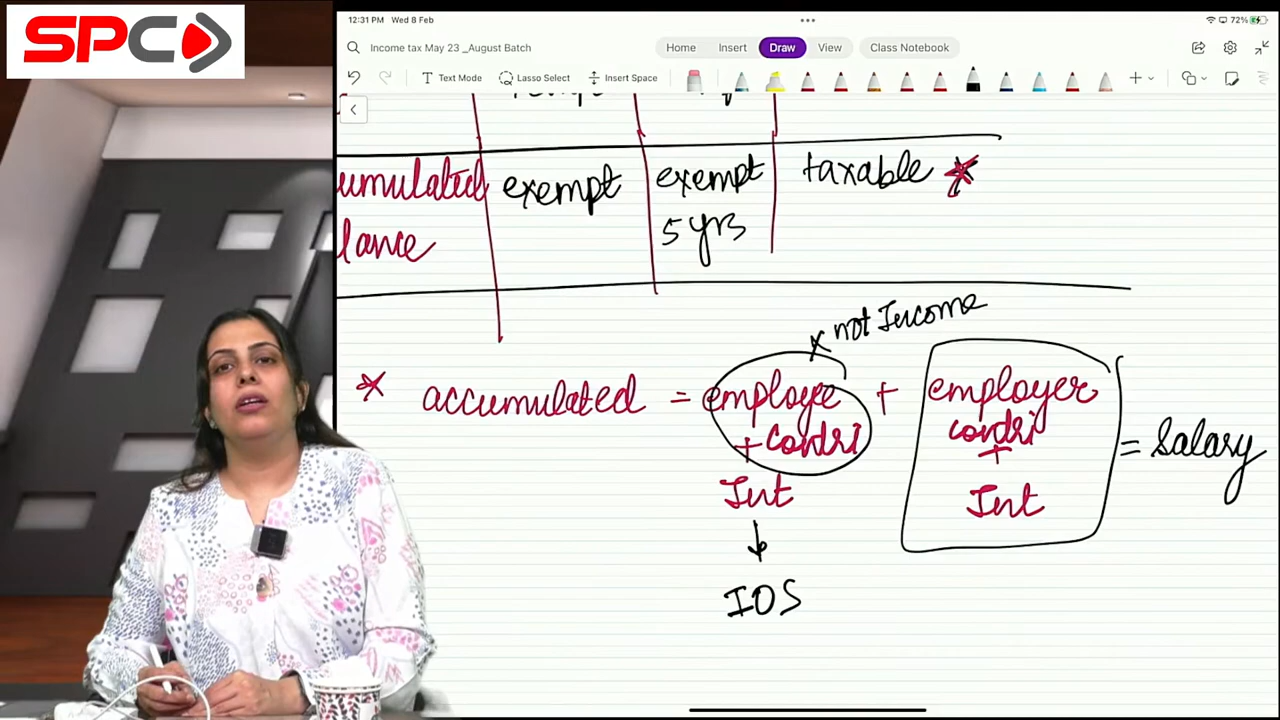 SPC
12:31 PM Wed 8 Feb
72%
Income tax May 23 _August Batch
Home Insert Draw View Class Notebook
Text Mode Lasso Select Insert Space
umulated exempt exempt taxable *
lance 5 yrs
x not Income
* accumulated = employe + employer
+ contri contri = Salary
+
Int Int
↓
IOS